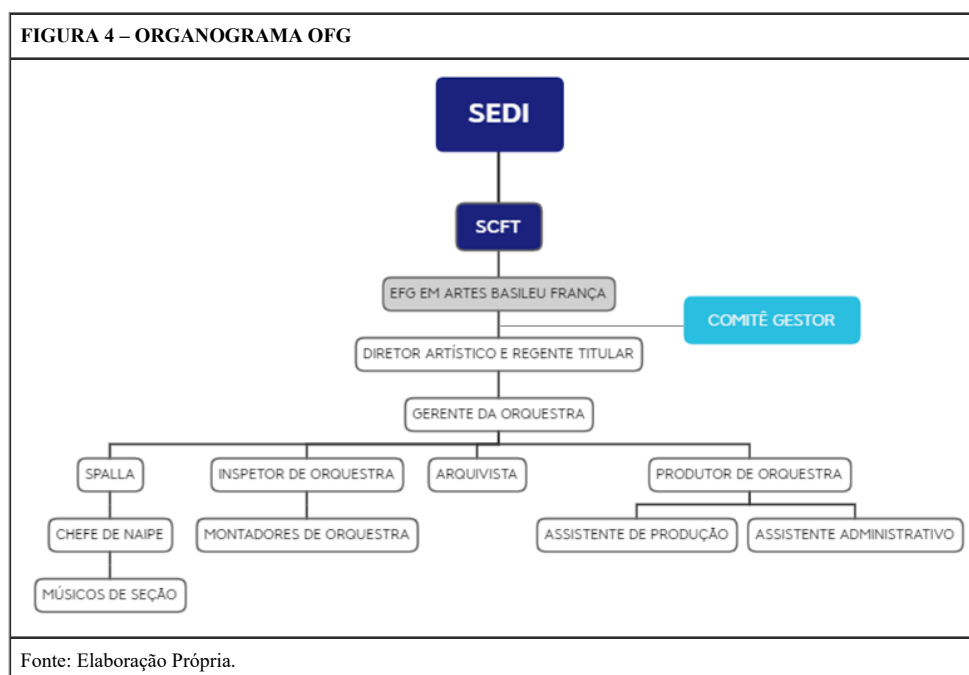 FIGURA 4 – ORGANOGRAMA OFG
SEDI
SCFT
EFG EM ARTES BASILEU FRANÇA
COMITÊ GESTOR
DIRETOR ARTÍSTICO E REGENTE TITULAR
GERENTE DA ORQUESTRA
SPALLA
INSPETOR DE ORQUESTRA
ARQUIVISTA
PRODUTOR DE ORQUESTRA
CHEFE DE NAIPE
MONTADORES DE ORQUESTRA
ASSISTENTE DE PRODUÇÃO
ASSISTENTE ADMINISTRATIVO
MÚSICOS DE SEÇÃO
Fonte: Elaboração Própria.